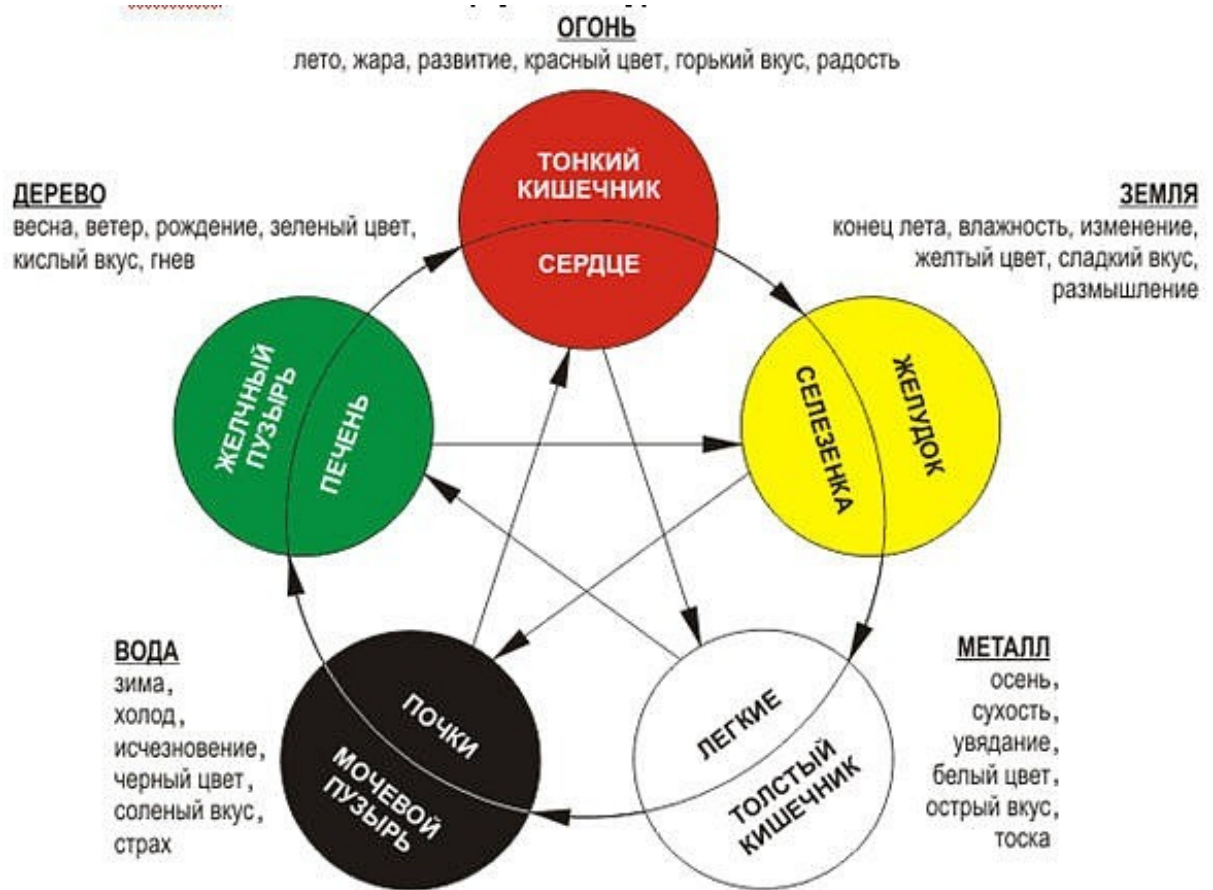 ОГОНЬ
лето, жара, развитие, красный цвет, горький вкус, радость
ТОНКИЙ
КИШЕЧНИК
СЕРДЦЕ
ДЕРЕВО
весна, ветер, рождение, зеленый цвет,
кислый вкус, гнев
ЗЕМЛЯ
конец лета, влажность, изменение,
желтый цвет, сладкий вкус,
размышление
ЖЕЛЧНЫЙ
ПУЗЫРЬ
ПЕЧЕНЬ
СЕЛЕЗЕНКА
ЖЕЛУДОК
ВОДА
зима,
холод,
исчезновение,
черный цвет,
соленый вкус,
страх
ПОЧКИ
МОЧЕВОЙ
ПУЗЫРЬ
ЛЕГКИЕ
ТОЛСТЫЙ
КИШЕЧНИК
МЕТАЛЛ
осень,
сухость,
увядание,
белый цвет,
острый вкус,
тоска